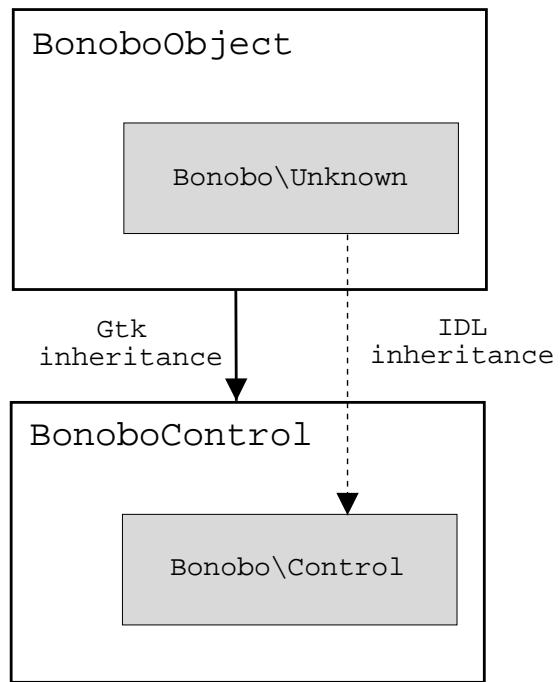 BonoboObject
Bonobo\Unknown
Gtk
inheritance
IDL
inheritance
BonoboControl
Bonobo\Control